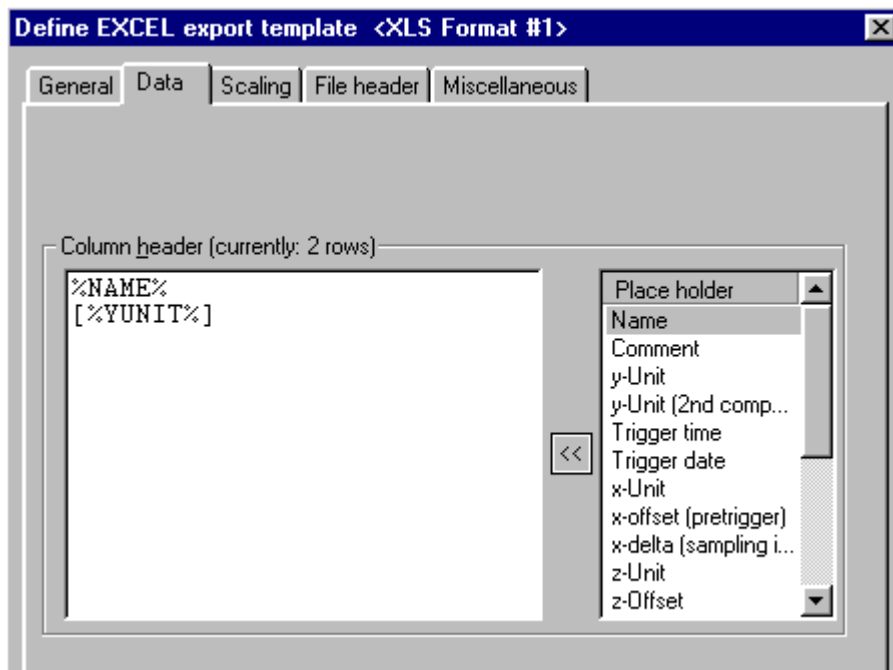 Define EXCEL export template <XLS Format #1>
General Data Scaling File header Miscellaneous
Column header (currently: 2 rows)
%NAME%
[%YUNIT%]
<<
Place holder
Name
Comment
y-Unit
y-Unit (2nd comp...
Trigger time
Trigger date
x-Unit
x-offset (pretrigger)
x-delta (sampling i...
z-Unit
z-Offset